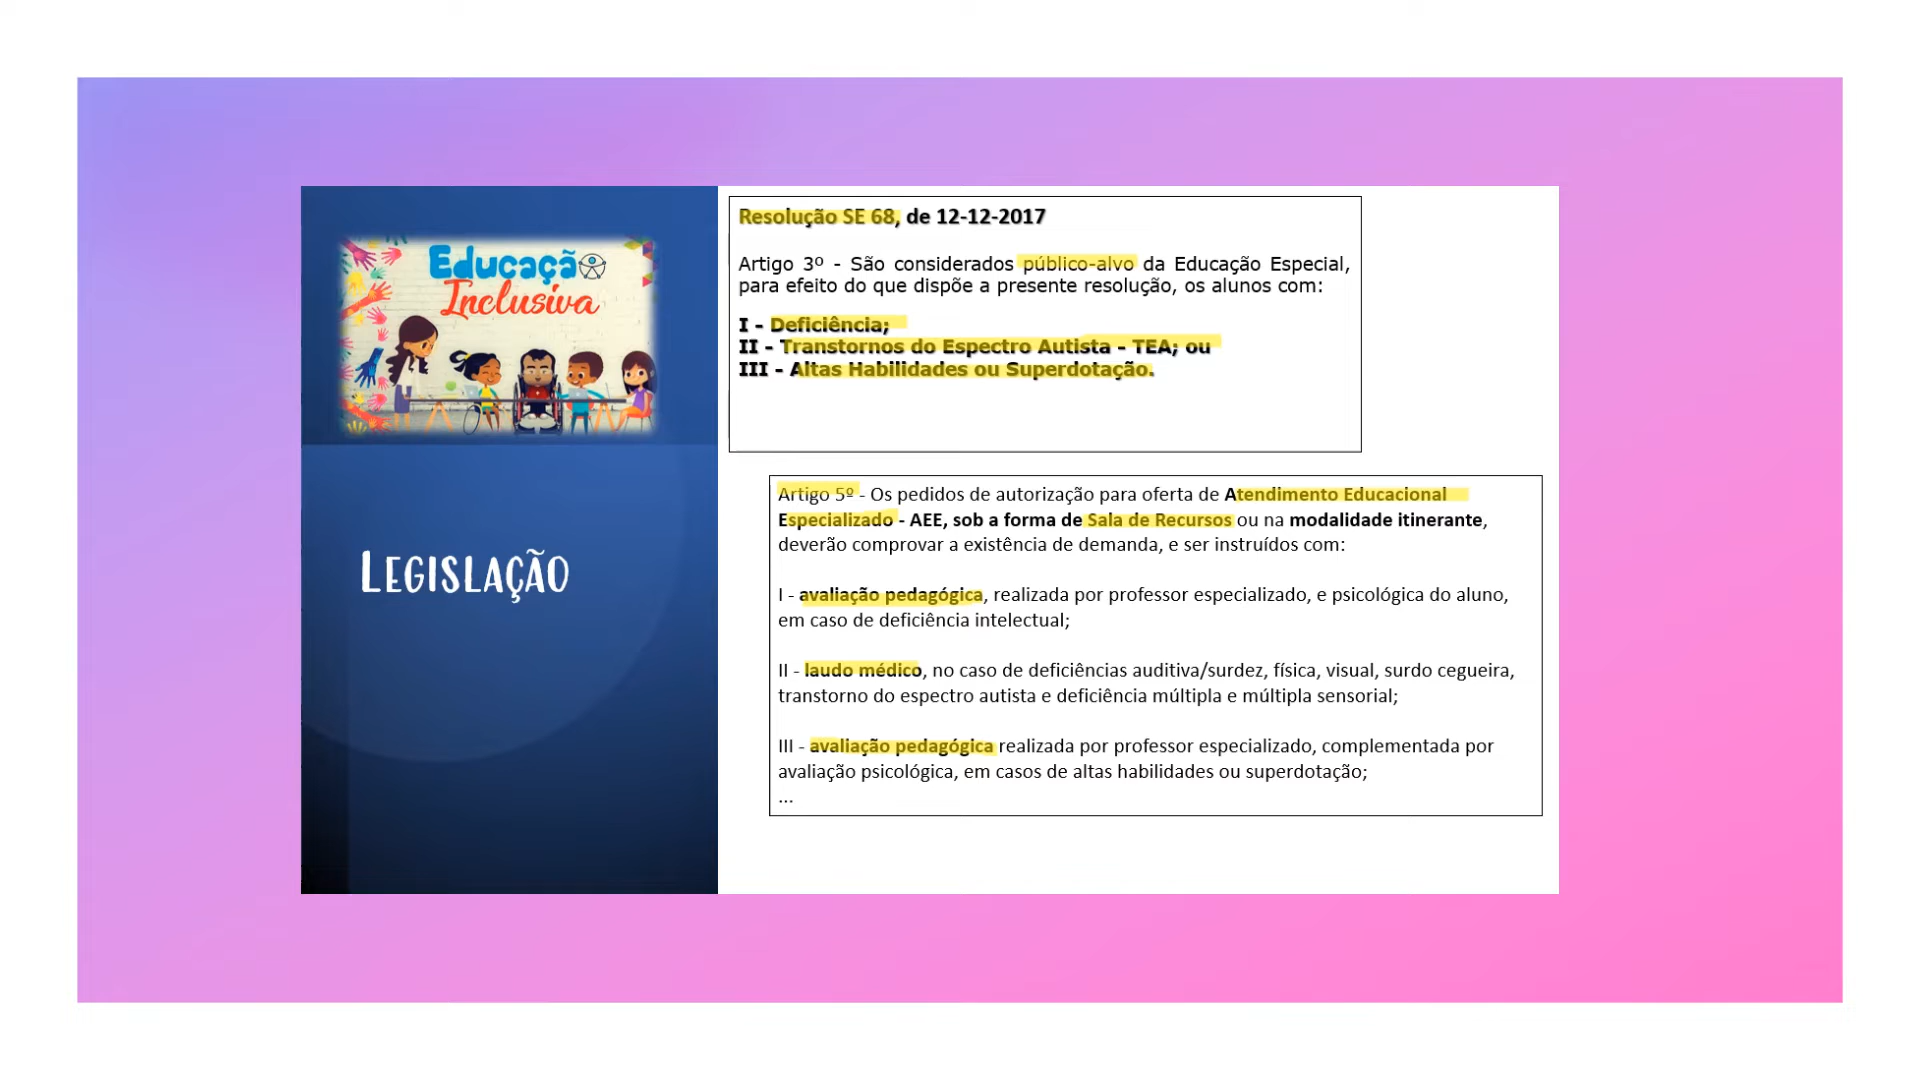 Educação
Inclusiva
LEGISLAÇÃO
Resolução SE 68, de 12-12-2017
Artigo 3º - São considerados público-alvo da Educação Especial,
para efeito do que dispõe a presente resolução, os alunos com:
I - Deficiência;
II - Transtornos do Espectro Autista - TEA; ou
III - Altas Habilidades ou Superdotação.
Artigo 5º - Os pedidos de autorização para oferta de Atendimento Educacional
Especializado - AEE, sob a forma de Sala de Recursos ou na modalidade itinerante,
deverão comprovar a existência de demanda, e ser instruídos com:
I - avaliação pedagógica, realizada por professor especializado, e psicológica do aluno,
em caso de deficiência intelectual;
II - laudo médico, no caso de deficiências auditiva/surdez, física, visual, surdo cegueira,
transtorno do espectro autista e deficiência múltipla e múltipla sensorial;
III - avaliação pedagógica realizada por professor especializado, complementada por
avaliação psicológica, em casos de altas habilidades ou superdotação;
...